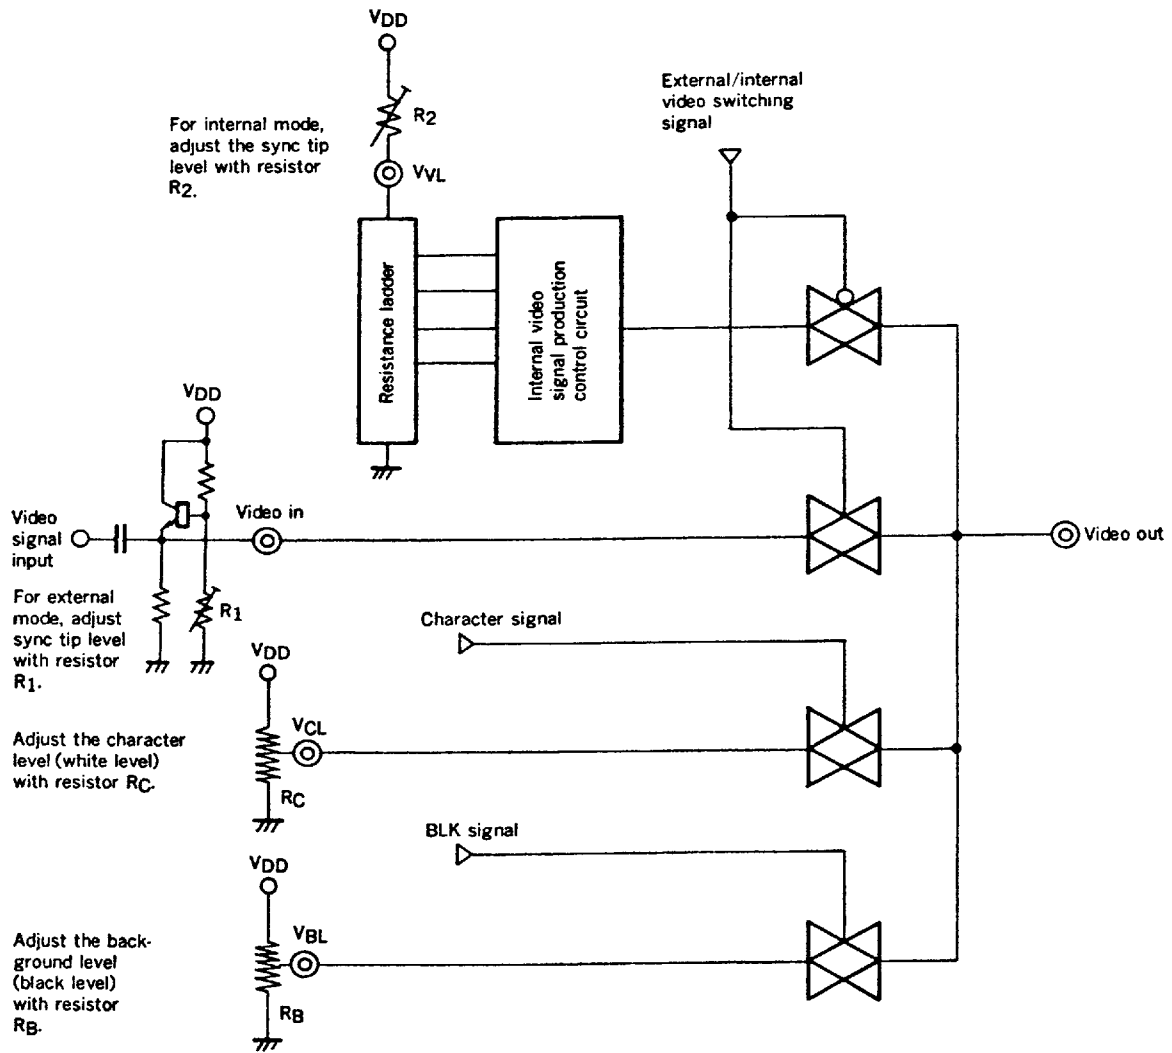 VDD
R2
For internal mode,
adjust the sync tip
level with resistor
R2.
VVL
External/internal
video switching
signal
Resistance ladder
Internal video
signal production
control circuit
VDD
Video
signal
input
Video in
Video out
For external
mode, adjust
sync tip level
with resistor
R1.
R1
Character signal
VDD
VCL
Adjust the character
level (white level)
with resistor RC.
RC
BLK signal
VDD
VBL
Adjust the back-
ground level
(black level)
with resistor
RB.
RB